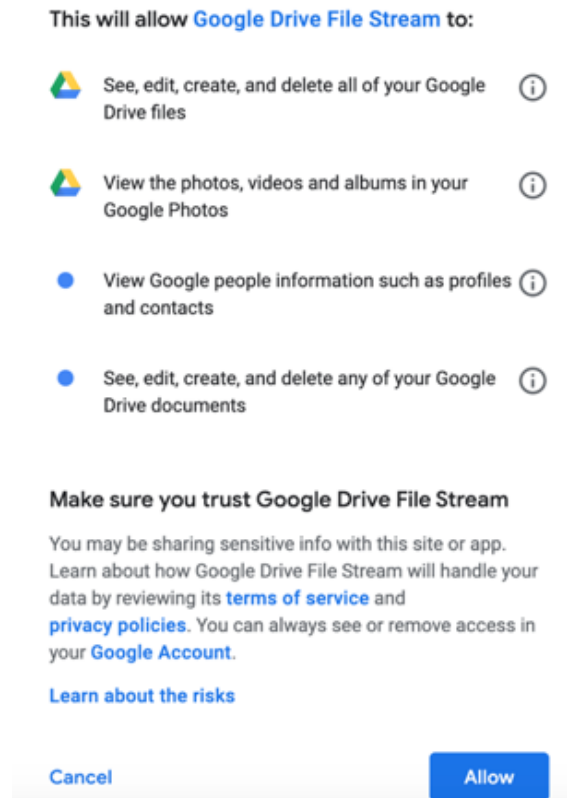 This will allow Google Drive File Stream to:
See, edit, create, and delete all of your Google
Drive files
View the photos, videos and albums in your
Google Photos
View Google people information such as profiles
and contacts
See, edit, create, and delete any of your Google
Drive documents
Make sure you trust Google Drive File Stream
You may be sharing sensitive info with this site or app.
Learn about how Google Drive File Stream will handle your
data by reviewing its terms of service and
privacy policies. You can always see or remove access in
your Google Account.
Learn about the risks
Cancel
Allow